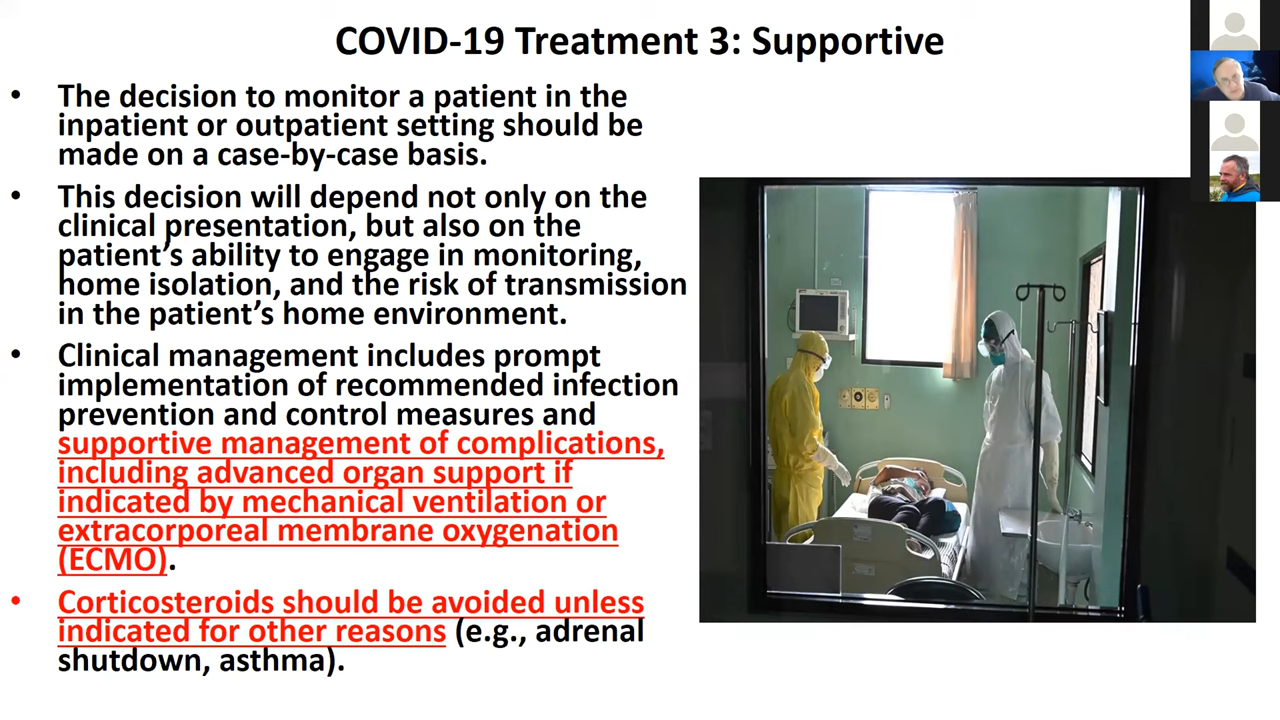 COVID-19 Treatment 3: Supportive
• The decision to monitor a patient in the
inpatient or outpatient setting should be
made on a case-by-case basis.
• This decision will depend not only on the
clinical presentation, but also on the
patient’s ability to engage in monitoring,
home isolation, and the risk of transmission
in the patient’s home environment.
• Clinical management includes prompt
implementation of recommended infection
prevention and control measures and
supportive management of complications,
including advanced organ support if
indicated by mechanical ventilation or
extracorporeal membrane oxygenation
(ECMO).
• Corticosteroids should be avoided unless
indicated for other reasons (e.g., adrenal
shutdown, asthma).